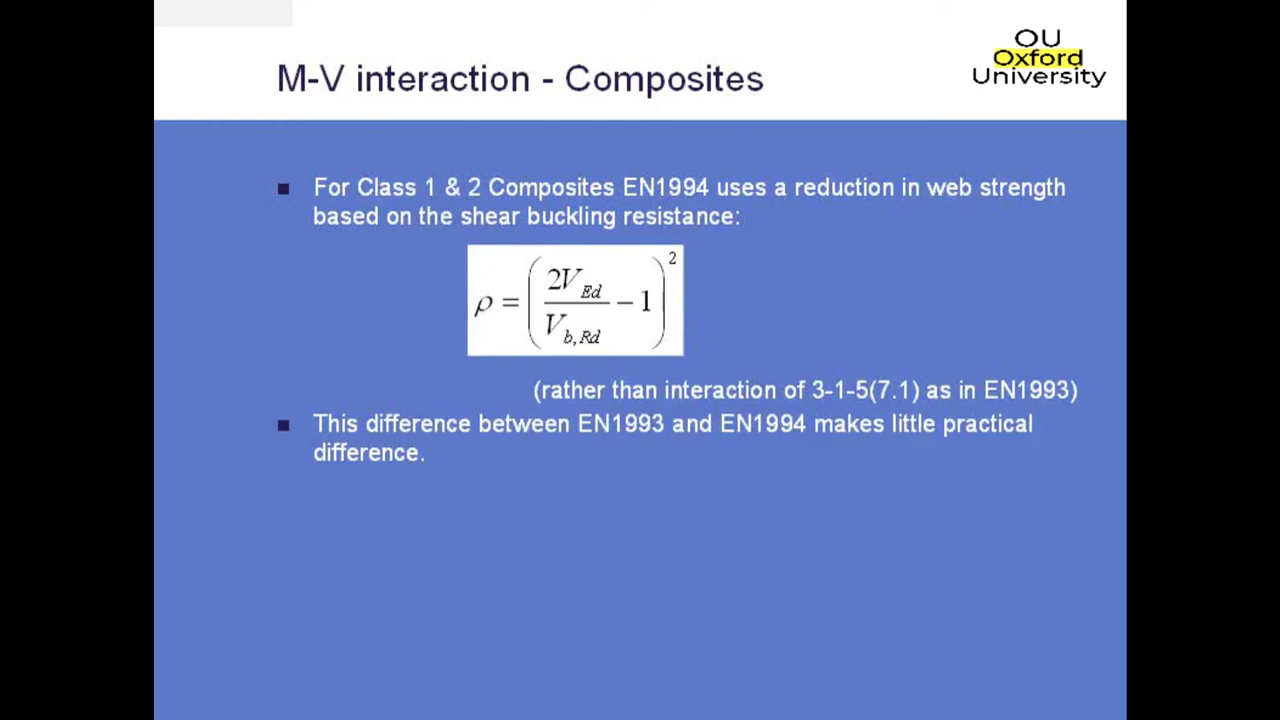 OU
Oxford
University
M-V interaction - Composites
For Class 1 & 2 Composites EN1994 uses a reduction in web strength
based on the shear buckling resistance:
ρ = (2V_Ed / V_b,Rd − 1)²
(rather than interaction of 3-1-5(7.1) as in EN1993)
This difference between EN1993 and EN1994 makes little practical
difference.